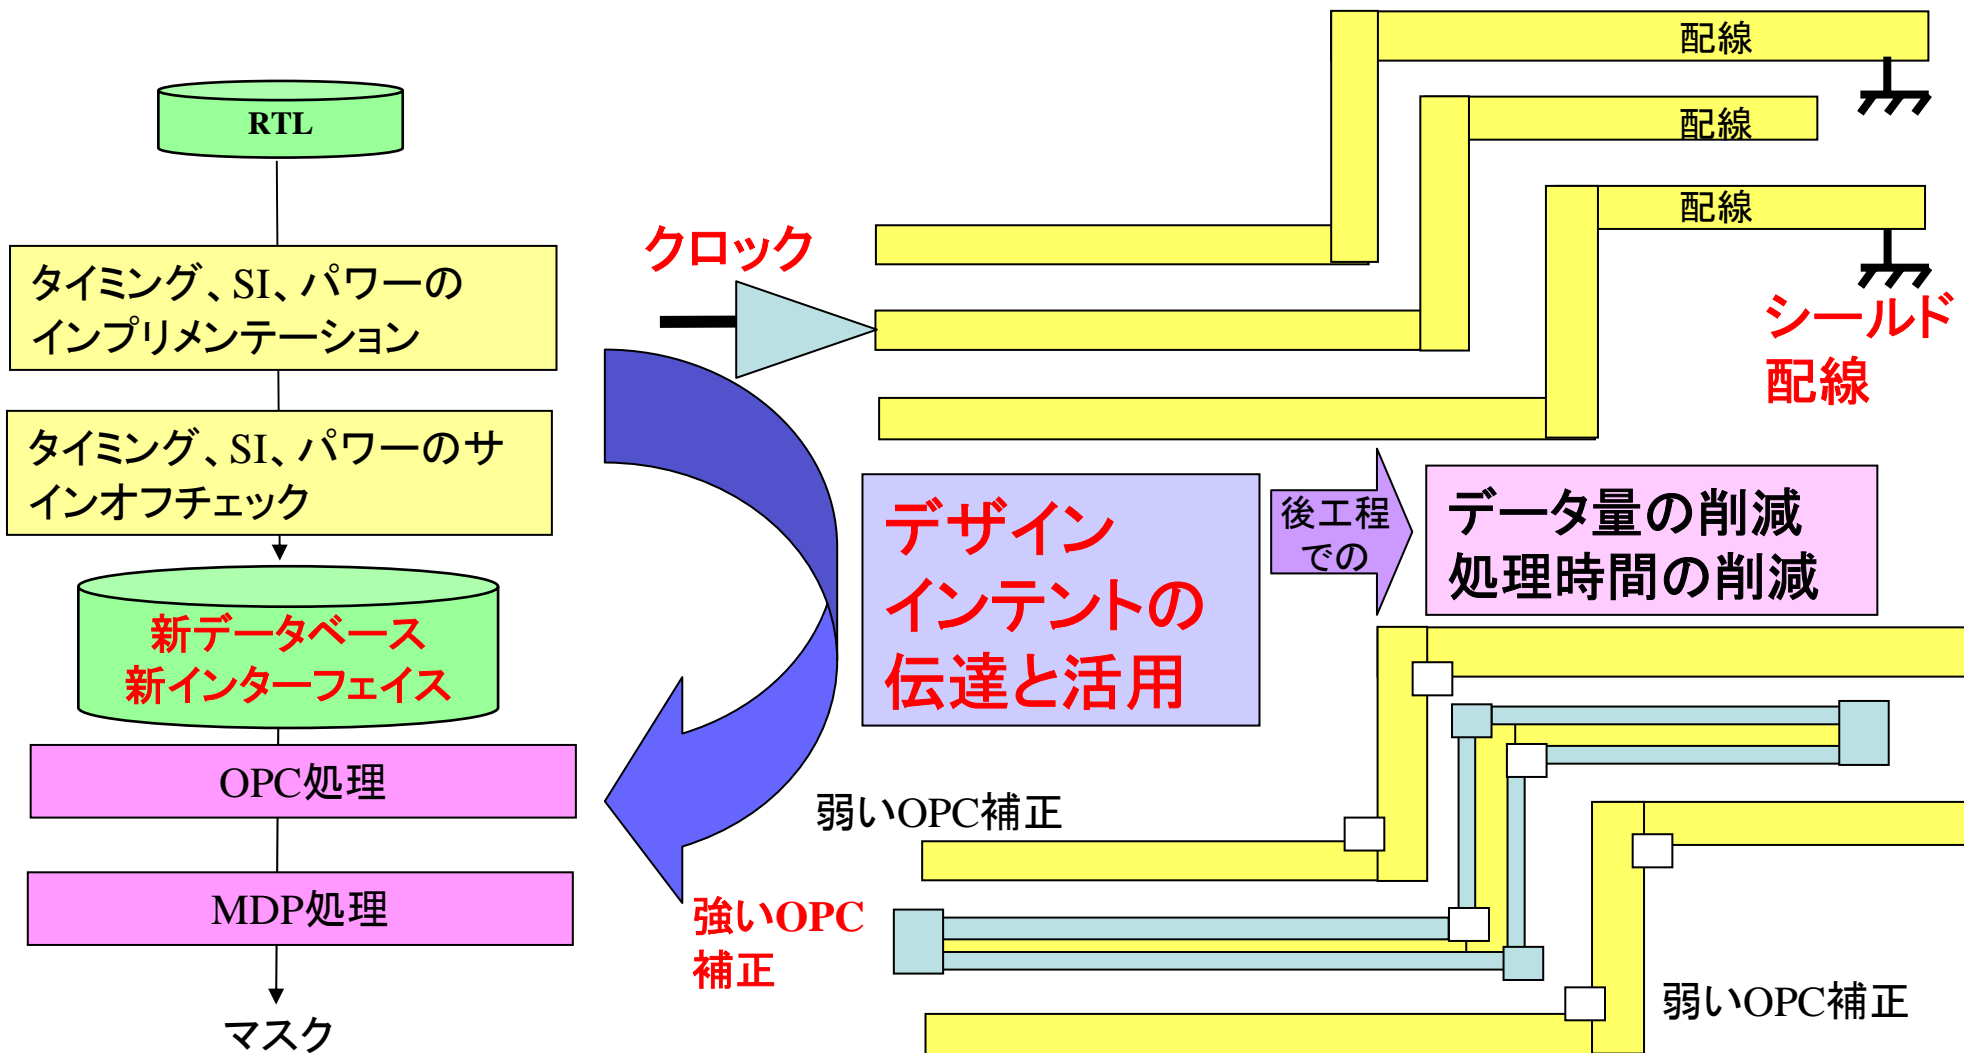 RTL
タイミング、SI、パワーの
インプリメンテーション
タイミング、SI、パワーのサ
インオフチェック
新データベース
新インターフェイス
OPC処理
MDP処理
マスク
クロック
配線
配線
配線
シールド
配線
デザイン
インテントの
伝達と活用
後工程
での
データ量の削減
処理時間の削減
弱いOPC補正
強いOPC
補正
弱いOPC補正